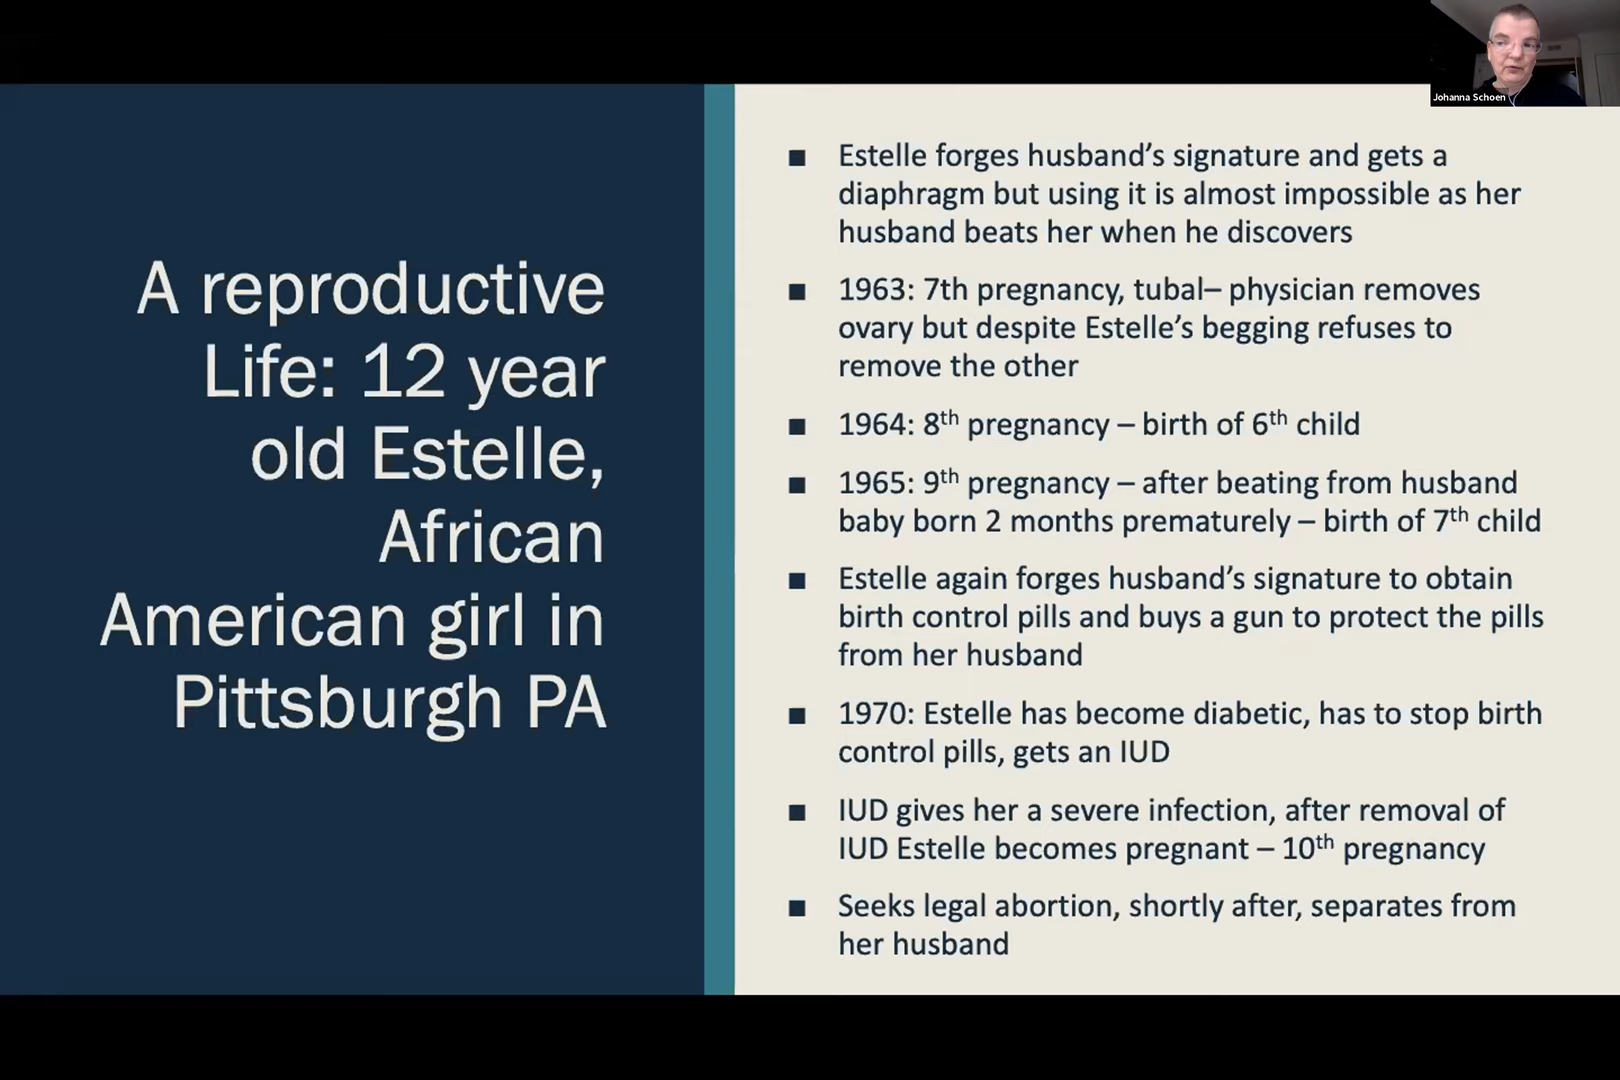 Johanna Schoen
A reproductive
Life: 12 year
old Estelle,
African
American girl in
Pittsburgh PA
■ Estelle forges husband’s signature and gets a
diaphragm but using it is almost impossible as her
husband beats her when he discovers
■ 1963: 7th pregnancy, tubal– physician removes
ovary but despite Estelle’s begging refuses to
remove the other
■ 1964: 8th pregnancy – birth of 6th child
■ 1965: 9th pregnancy – after beating from husband
baby born 2 months prematurely – birth of 7th child
■ Estelle again forges husband’s signature to obtain
birth control pills and buys a gun to protect the pills
from her husband
■ 1970: Estelle has become diabetic, has to stop birth
control pills, gets an IUD
■ IUD gives her a severe infection, after removal of
IUD Estelle becomes pregnant – 10th pregnancy
■ Seeks legal abortion, shortly after, separates from
her husband